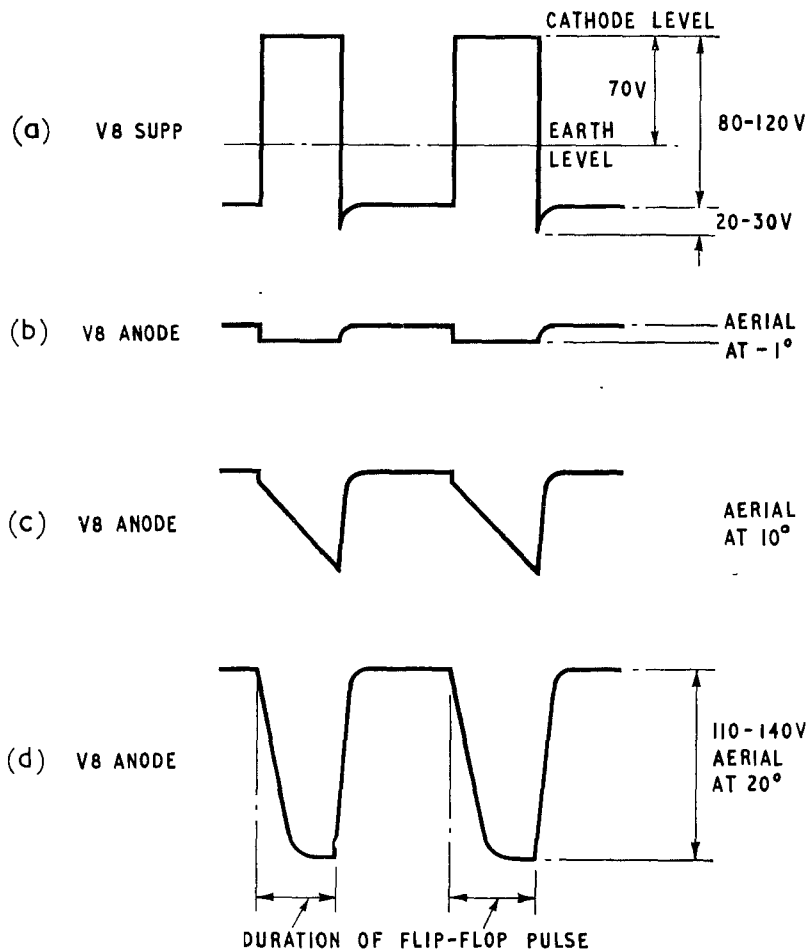 CATHODE LEVEL
70V
(a) V8 SUPP
80-120V
EARTH
LEVEL
20-30V
(b) V8 ANODE
AERIAL
AT -1°
(c) V8 ANODE
AERIAL
AT 10°
(d) V8 ANODE
110-140V
AERIAL
AT 20°
DURATION OF FLIP-FLOP PULSE